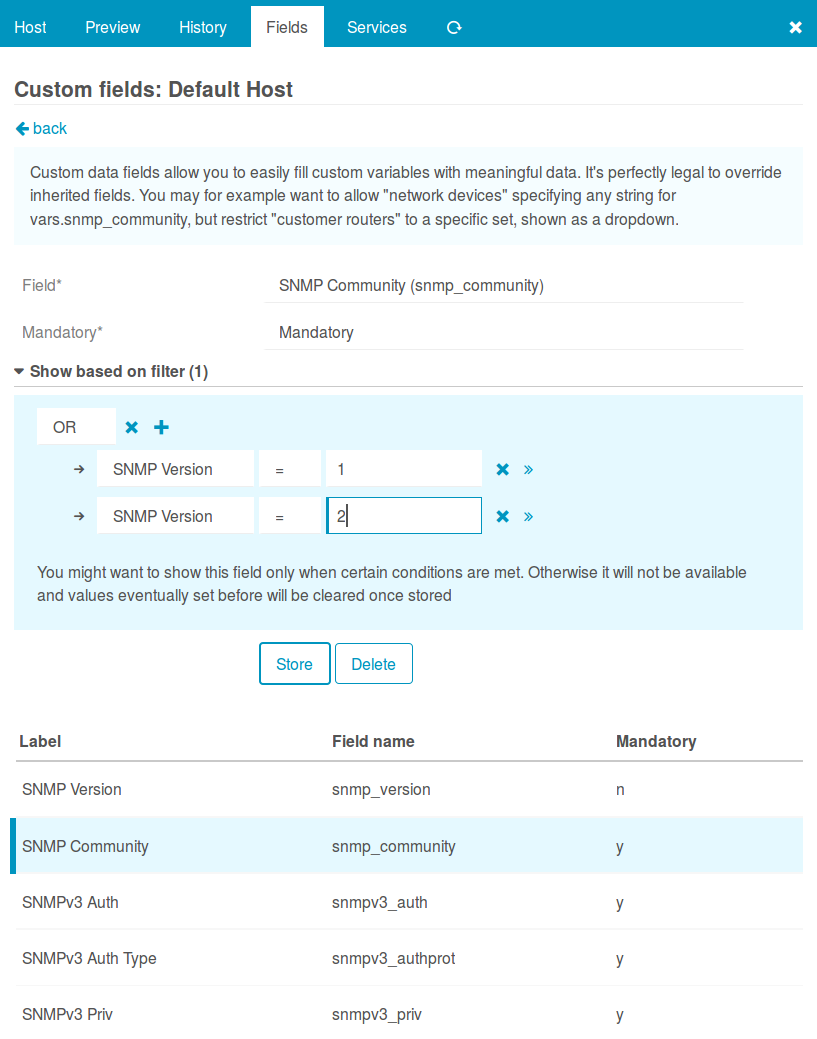 Host Preview History Fields Services
Custom fields: Default Host
back
Custom data fields allow you to easily fill custom variables with meaningful data. It's perfectly legal to override
inherited fields. You may for example want to allow "network devices" specifying any string for
vars.snmp_community, but restrict "customer routers" to a specific set, shown as a dropdown.
Field* SNMP Community (snmp_community)
Mandatory* Mandatory
Show based on filter (1)
OR
SNMP Version = 1
SNMP Version = 2
You might want to show this field only when certain conditions are met. Otherwise it will not be available
and values eventually set before will be cleared once stored
Store Delete
Label Field name Mandatory
SNMP Version snmp_version n
SNMP Community snmp_community y
SNMPv3 Auth snmpv3_auth y
SNMPv3 Auth Type snmpv3_authprot y
SNMPv3 Priv snmpv3_priv y